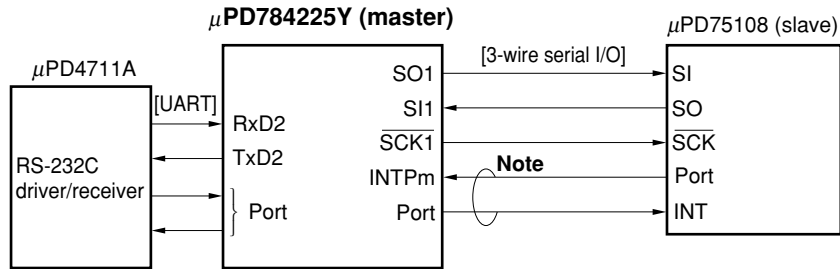 μPD784225Y (master)
μPD75108 (slave)
μPD4711A
[3-wire serial I/O]
[UART]
SO1
SI
SI1
SO
RxD2
SCK1
SCK
TxD2
Note
RS-232C
driver/receiver
INTPm
Port
Port
Port
INT